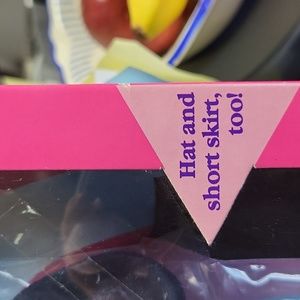 Hat and
short skirt,
too!